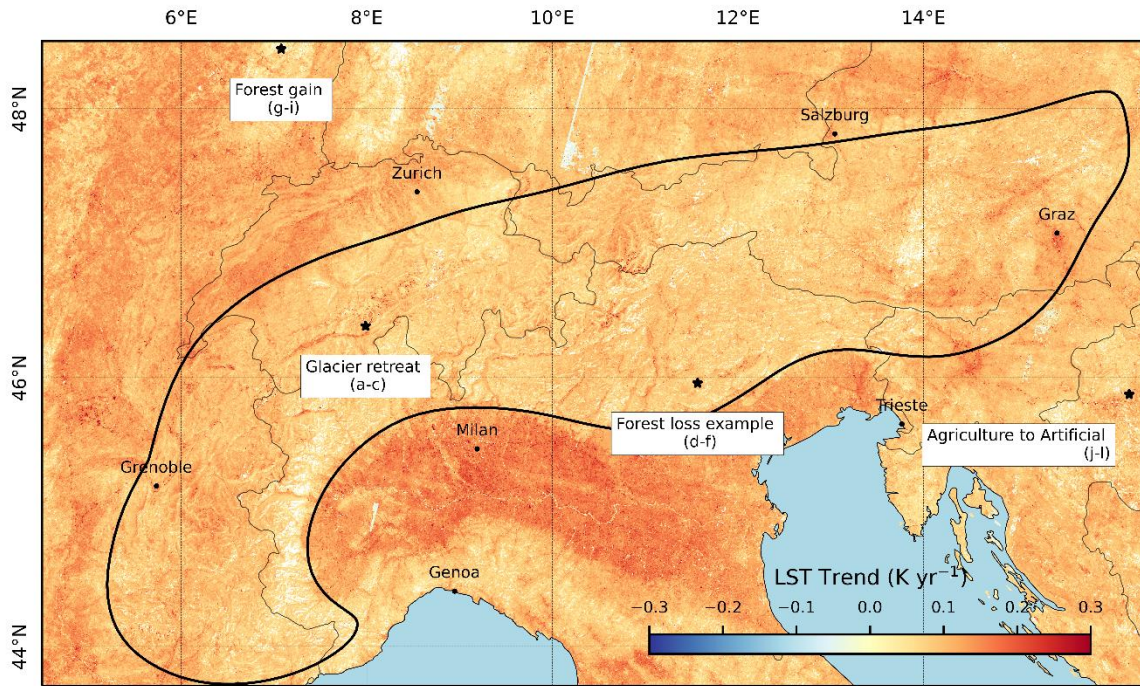 6°E 8°E 10°E 12°E 14°E
48°N
46°N
44°N
Forest gain
(g-i)
Salzburg
Zurich
Graz
Glacier retreat
(a-c)
Forest loss example
(d-f)
Trieste
Agriculture to Artificial
(j-l)
Milan
Grenoble
Genoa
LST Trend (K yr⁻¹)
−0.3 −0.2 −0.1 0.0 0.1 0.2 0.3